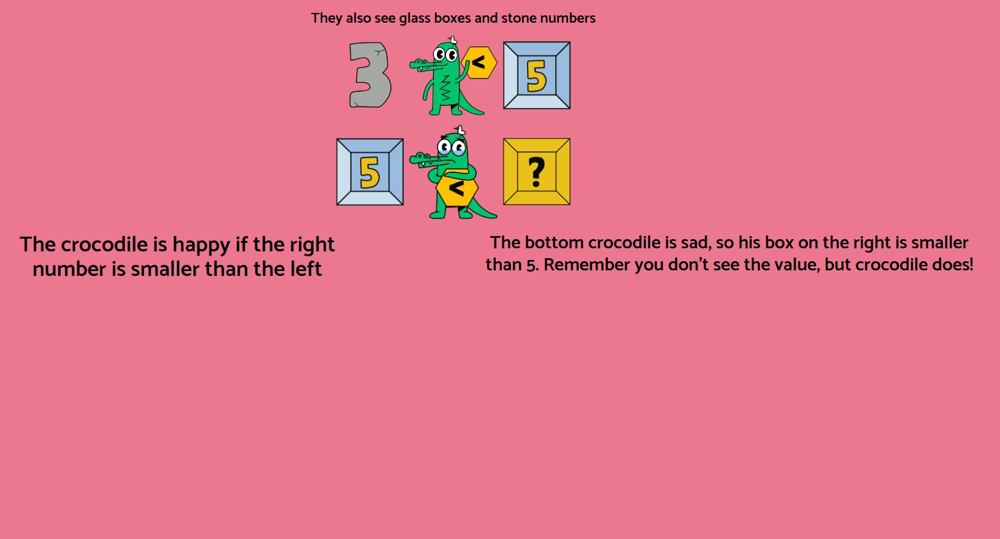 They also see glass boxes and stone numbers
3 < 5
5 < ?
The crocodile is happy if the right
number is smaller than the left
The bottom crocodile is sad, so his box on the right is smaller
than 5. Remember you don't see the value, but crocodile does!